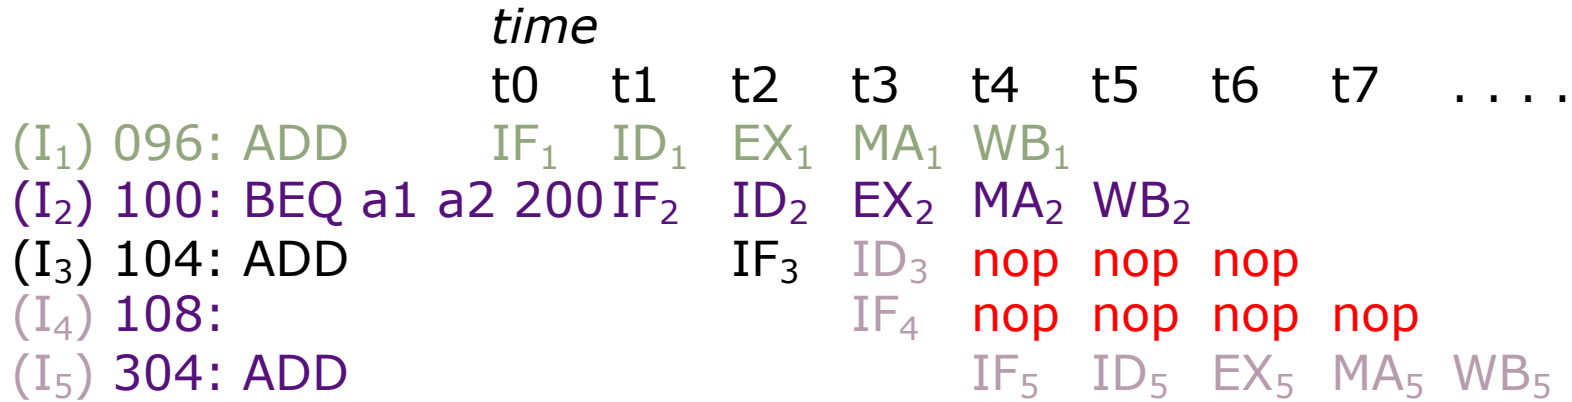 time
t0 t1 t2 t3 t4 t5 t6 t7 . . . .
(I₁) 096: ADD IF₁ ID₁ EX₁ MA₁ WB₁
(I₂) 100: BEQ a1 a2 200 IF₂ ID₂ EX₂ MA₂ WB₂
(I₃) 104: ADD IF₃ ID₃ nop nop nop
(I₄) 108: IF₄ nop nop nop nop
(I₅) 304: ADD IF₅ ID₅ EX₅ MA₅ WB₅